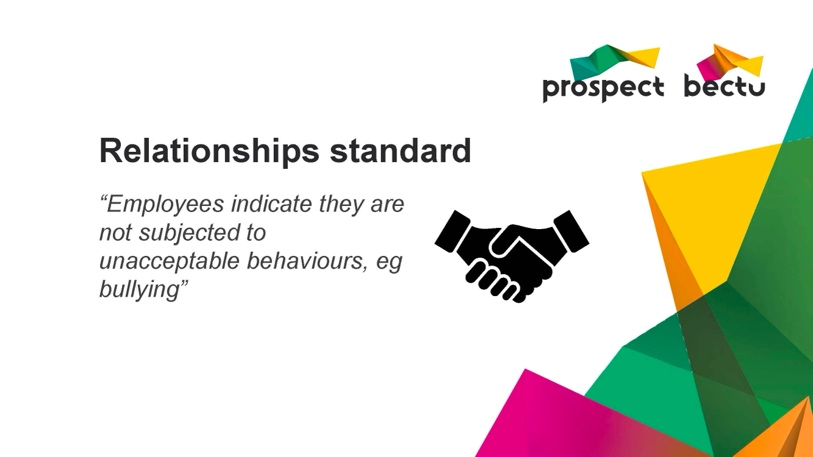 prospect bectu
Relationships standard
“Employees indicate they are
not subjected to
unacceptable behaviours, eg
bullying”